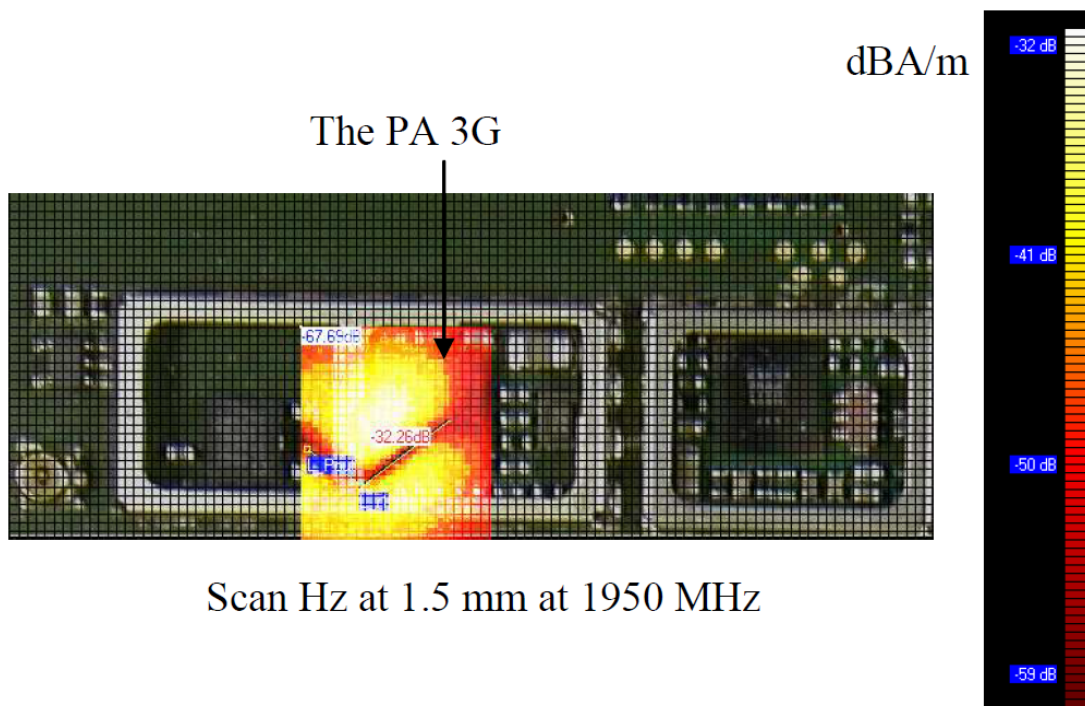 -32 dB
dBA/m
The PA 3G
-41 dB
-67.69dB
-32.26dB
-50 dB
Scan Hz at 1.5 mm at 1950 MHz
-59 dB